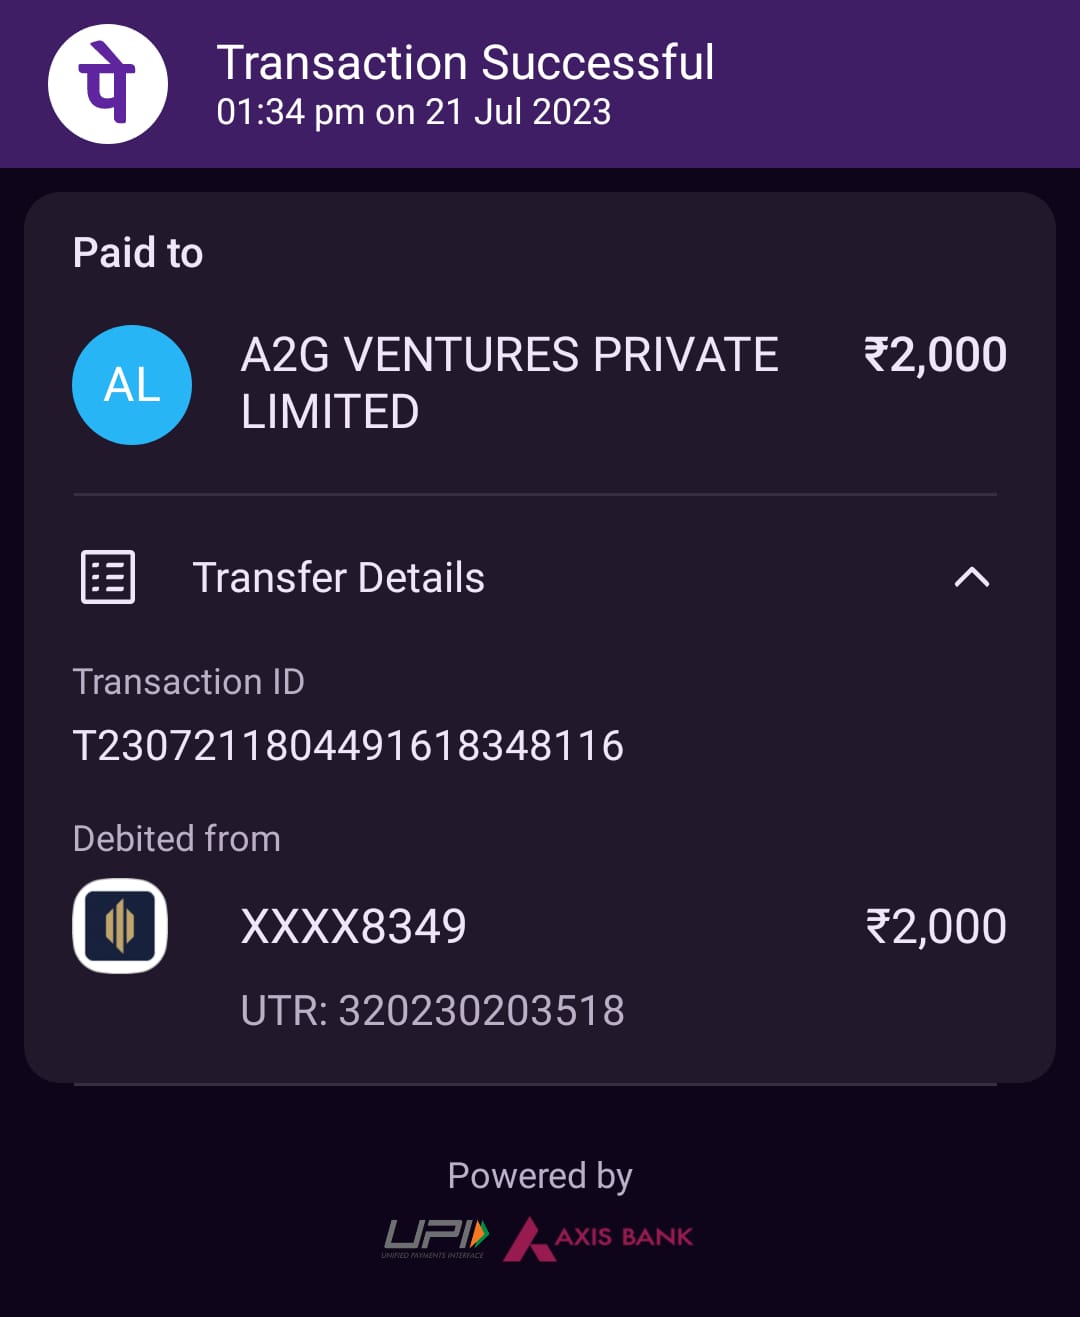 पे
Transaction Successful
01:34 pm on 21 Jul 2023
Paid to
AL
A2G VENTURES PRIVATE
LIMITED
₹2,000
Transfer Details
Transaction ID
T2307211804491618348116
Debited from
XXXX8349
₹2,000
UTR: 320230203518
Powered by
UPI
UNIFIED PAYMENTS INTERFACE
AXIS BANK